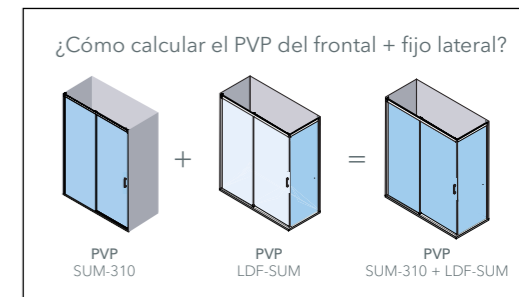 ¿Cómo calcular el PVP del frontal + fijo lateral?
+ =
PVP PVP PVP
SUM-310 LDF-SUM SUM-310 + LDF-SUM